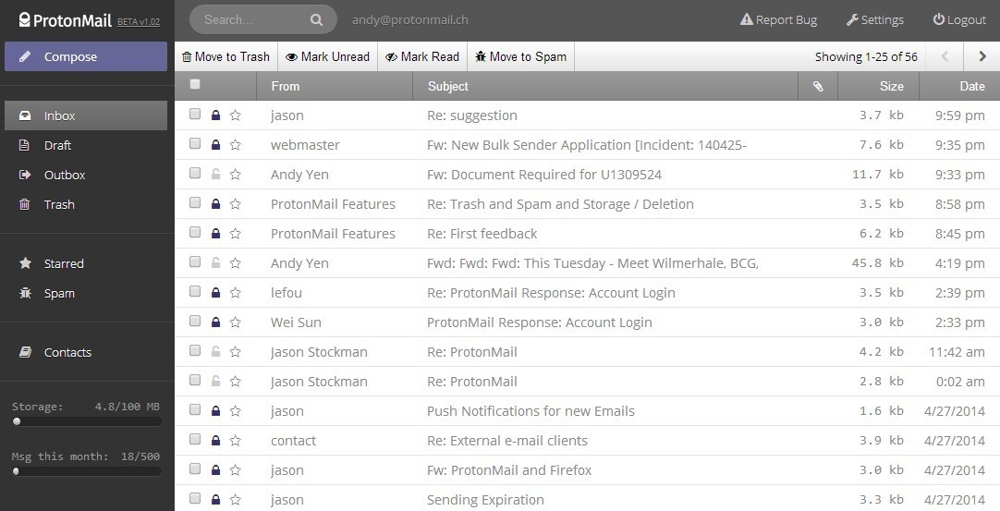 ProtonMail BETA v1.02
Search... andy@protonmail.ch Report Bug Settings Logout
Compose
Move to Trash Mark Unread Mark Read Move to Spam Showing 1-25 of 56
From Subject Size Date
Inbox
Draft
Outbox
Trash
Starred
Spam
Contacts
Storage: 4.8/100 MB
Msg this month: 18/500
jason Re: suggestion 3.7 kb 9:59 pm
webmaster Fw: New Bulk Sender Application [Incident: 140425- 7.6 kb 9:35 pm
Andy Yen Fw: Document Required for U1309524 11.7 kb 9:33 pm
ProtonMail Features Re: Trash and Spam and Storage / Deletion 3.5 kb 8:58 pm
ProtonMail Features Re: First feedback 6.2 kb 8:45 pm
Andy Yen Fwd: Fwd: Fwd: This Tuesday - Meet Wilmerhale, BCG, 45.8 kb 4:19 pm
lefou Re: ProtonMail Response: Account Login 3.5 kb 2:39 pm
Wei Sun ProtonMail Response: Account Login 3.0 kb 2:33 pm
Jason Stockman Re: ProtonMail 4.2 kb 11:42 am
Jason Stockman Re: ProtonMail 2.8 kb 0:02 am
jason Push Notifications for new Emails 1.6 kb 4/27/2014
contact Re: External e-mail clients 3.9 kb 4/27/2014
jason Fw: ProtonMail and Firefox 3.0 kb 4/27/2014
jason Sending Expiration 3.3 kb 4/27/2014